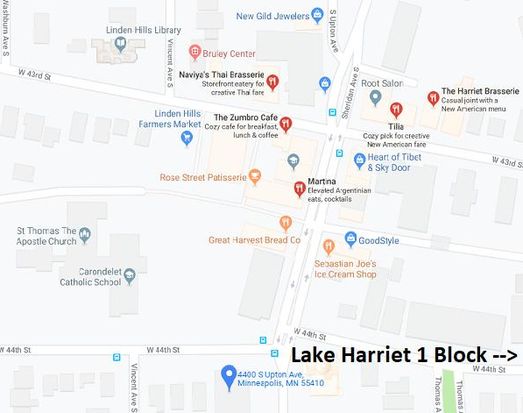 Washburn Ave S
Linden Hills Library
New Gild Jewelers
S Upton Ave
Vincent Ave S
Bruley Center
W 43rd St
Naviya's Thai Brasserie
Storefront eatery for
creative Thai fare
Sheridan Ave S
Root Salon
The Harriet Brasserie
Casual joint with a
New American menu
Linden Hills
Farmers Market
The Zumbro Cafe
Cozy cafe for breakfast,
lunch & coffee
Tilia
Cozy pick for creative
New American fare
W 43rd St
Heart of Tibet
& Sky Door
Rose Street Patisserie
Martina
Elevated Argentinian
eats, cocktails
St Thomas The
Apostle Church
Great Harvest Bread Co
GoodStyle
Carondelet
Catholic School
Sebastian Joe's
Ice Cream Shop
W 44th St
W 44th St
W 44th St
Lake Harriet 1 Block -->
W 44th St
4400 S Upton Ave,
Minneapolis, MN 55410
Vincent Ave S
Thomas A
Thomas A